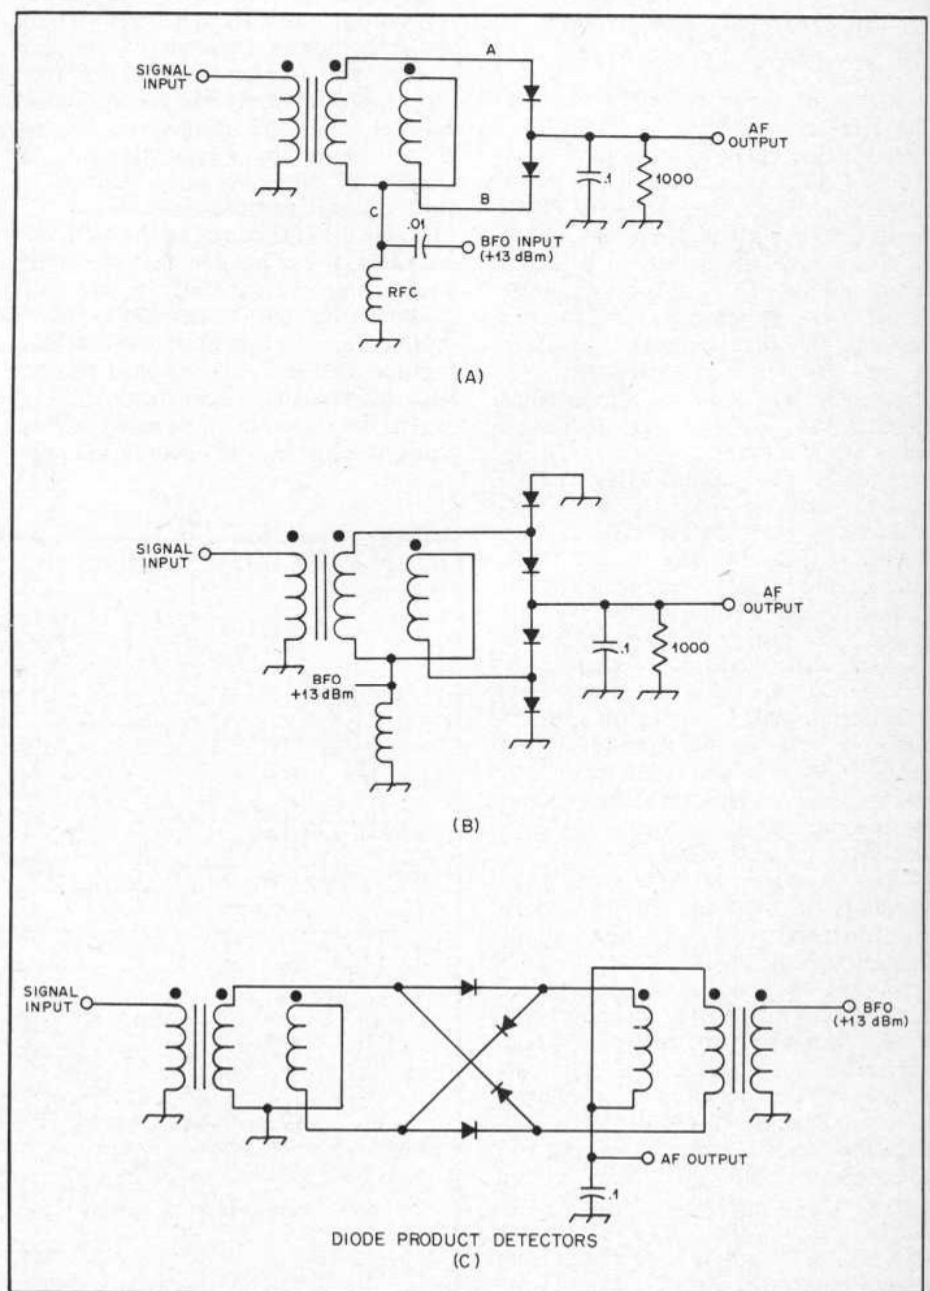 A
SIGNAL
INPUT
AF
OUTPUT
.1
1000
B
C
.01
BFO INPUT
(+13 dBm)
RFC
(A)
SIGNAL
INPUT
AF
OUTPUT
.1
1000
BFO
+13 dBm
(B)
SIGNAL
INPUT
BFO
(+13 dBm)
AF OUTPUT
.1
DIODE PRODUCT DETECTORS
(C)